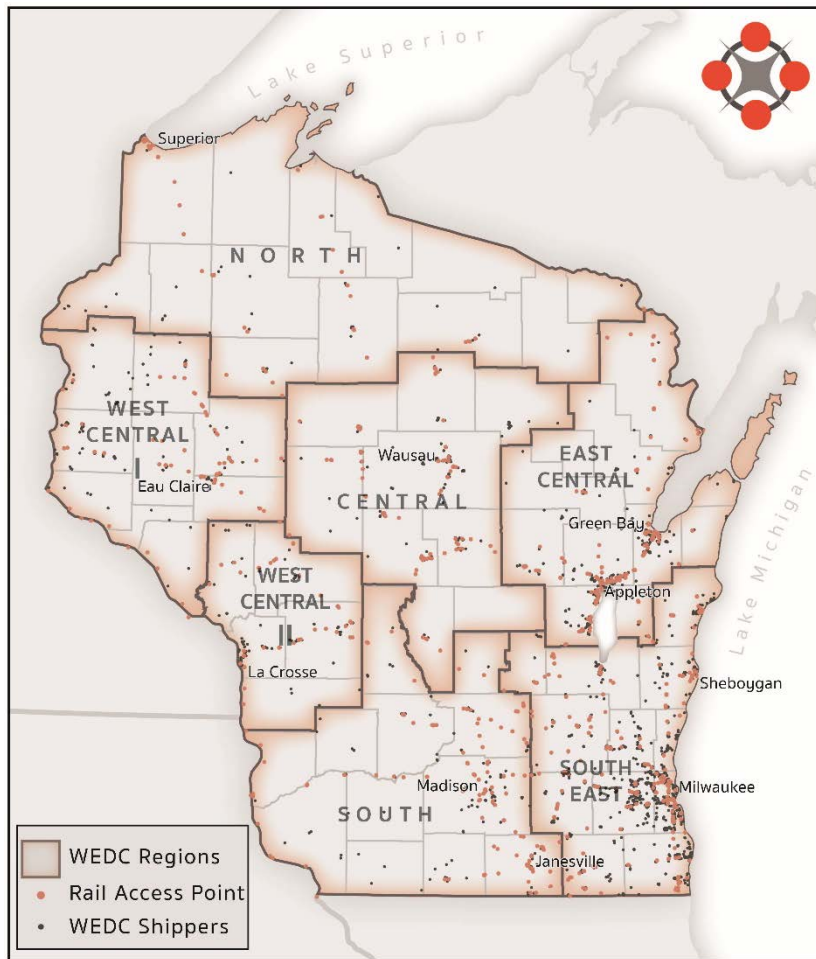 Lake Superior
Superior
NORTH
WEST
CENTRAL
I
Eau Claire
Wausau
CENTRAL
EAST
CENTRAL
Green Bay
Appleton
WEST
CENTRAL
II
La Crosse
Lake Michigan
Sheboygan
SOUTH
EAST
Milwaukee
Madison
SOUTH
Janesville
WEDC Regions
Rail Access Point
WEDC Shippers